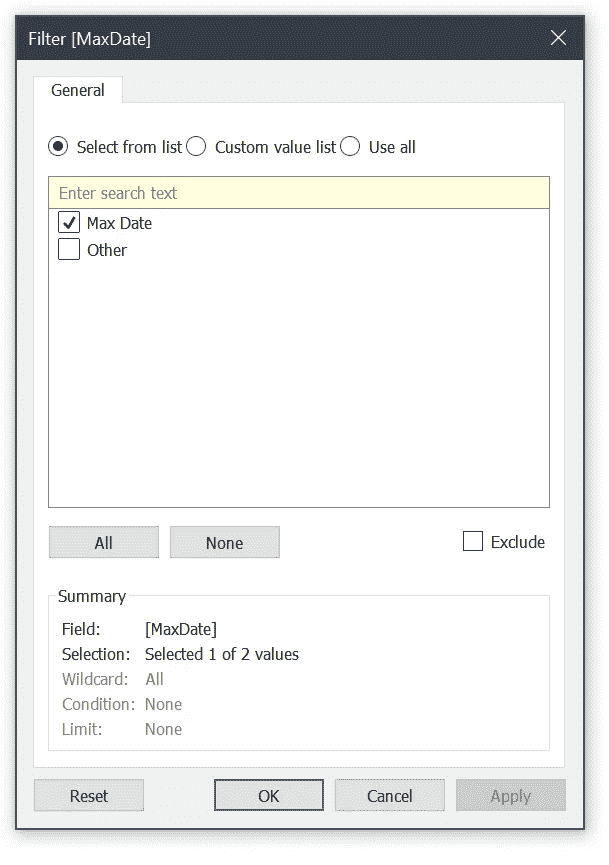 Filter [MaxDate]
General
Select from list Custom value list Use all
Enter search text
Max Date
Other
All None Exclude
Summary
Field: [MaxDate]
Selection: Selected 1 of 2 values
Wildcard: All
Condition: None
Limit: None
Reset OK Cancel Apply